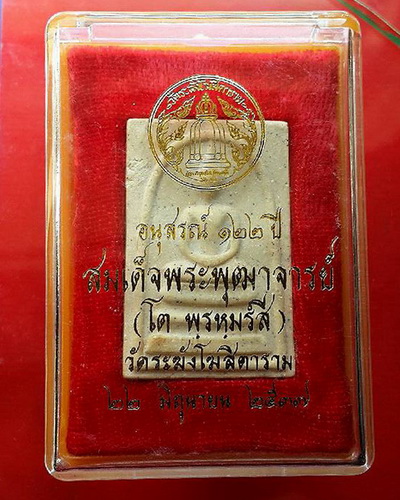 อนุสรณ์ ๑๒๒ ปี
สมเด็จพระพุฒาจารย์
(โต พรหมรังสี)
วัดระฆังโฆสิตาราม
๒๒ มิถุนายน ๒๕๓๗